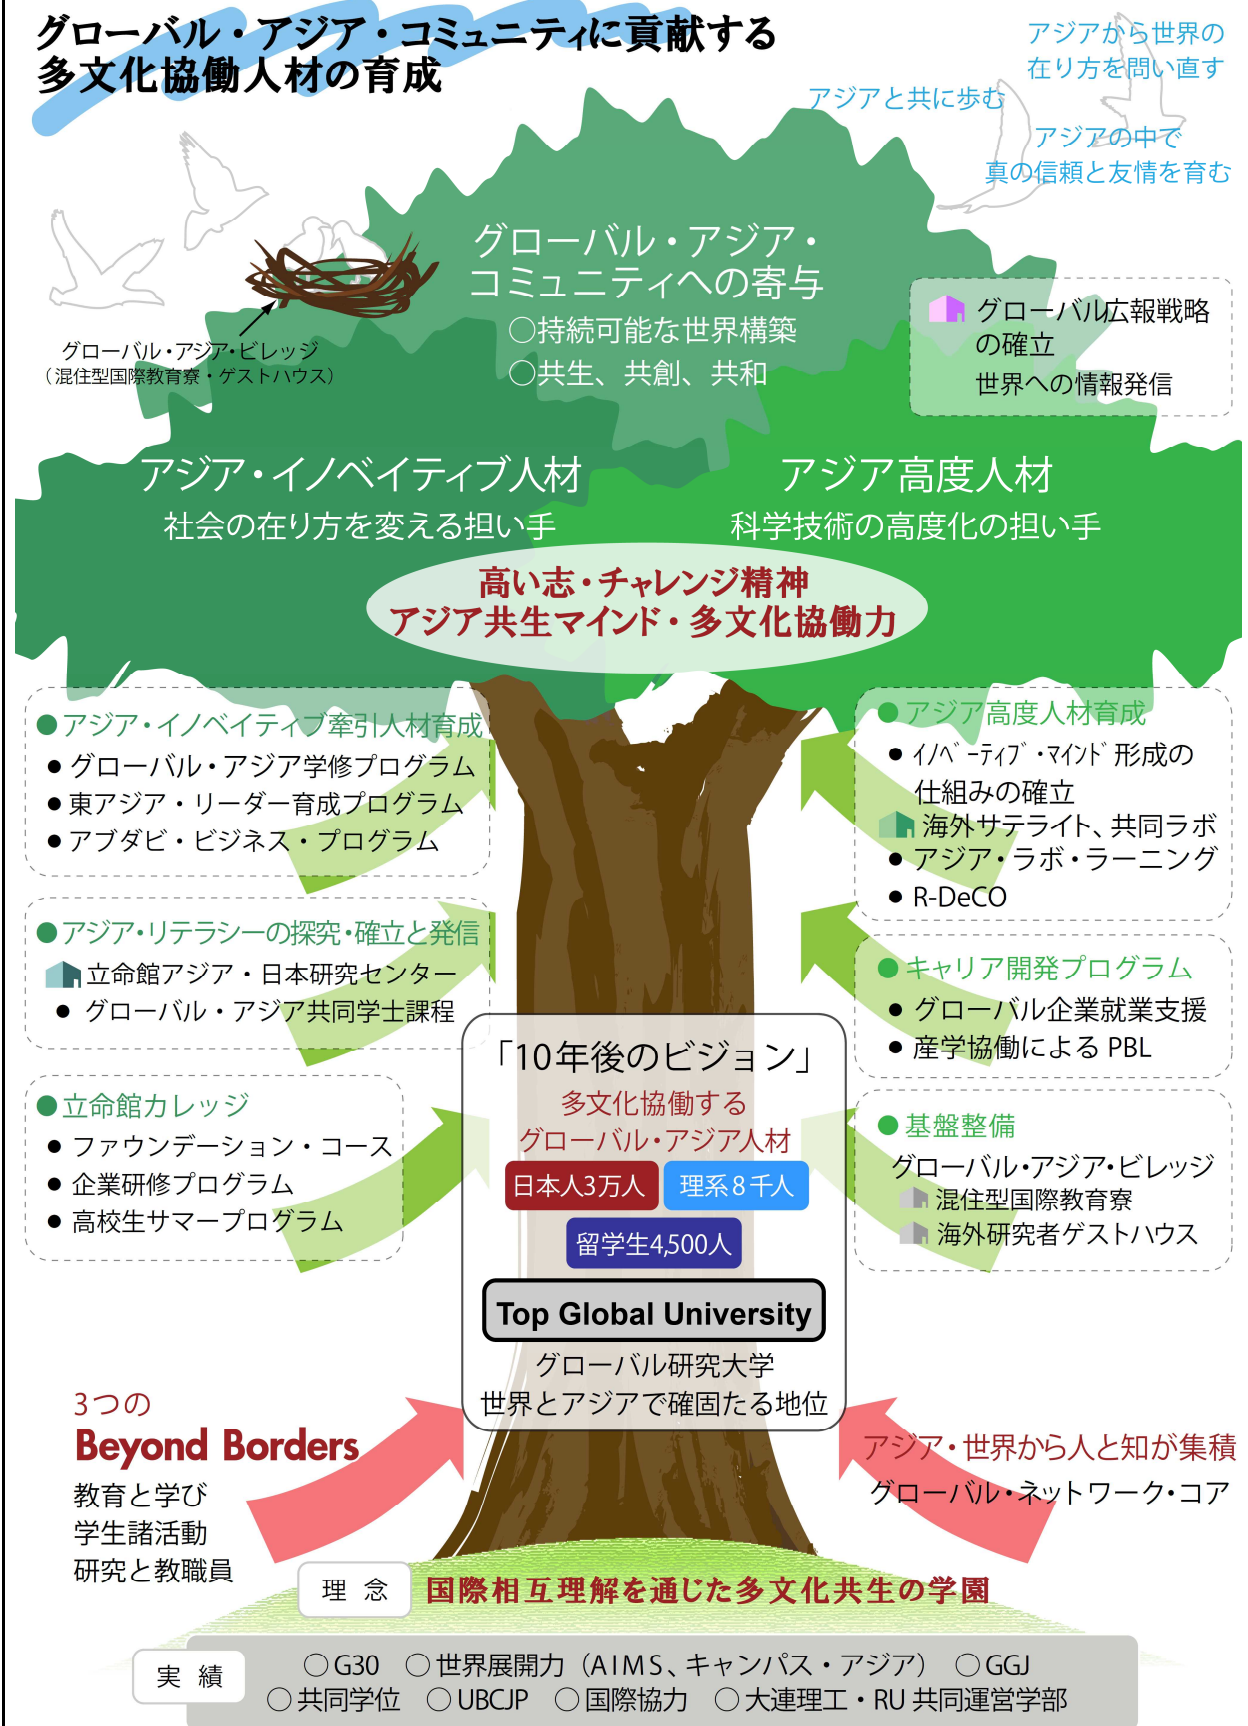 グローバル・アジア・コミュニティに貢献する
多文化協働人材の育成
アジアから世界の
在り方を問い直す
アジアと共に歩む
アジアの中で
真の信頼と友情を育む
グローバル・アジア・
コミュニティへの寄与
○持続可能な世界構築
○共生、共創、共和
グローバル・アジア・ビレッジ
（混住型国際教育寮・ゲストハウス）
グローバル広報戦略
の確立
世界への情報発信
アジア・イノベイティブ人材
社会の在り方を変える担い手
アジア高度人材
科学技術の高度化の担い手
高い志・チャレンジ精神
アジア共生マインド・多文化協働力
●アジア・イノベイティブ牽引人材育成
● グローバル・アジア学修プログラム
● 東アジア・リーダー育成プログラム
● アブダビ・ビジネス・プログラム
●アジア・リテラシーの探究・確立と発信
立命館アジア・日本研究センター
● グローバル・アジア共同学士課程
●立命館カレッジ
● ファウンデーション・コース
● 企業研修プログラム
● 高校生サマープログラム
●アジア高度人材育成
● ｲﾉﾍﾞｰﾃｨﾌﾞ・ﾏｲﾝﾄﾞ形成の
仕組みの確立
海外サテライト、共同ラボ
● アジア・ラボ・ラーニング
● R-DeCO
●キャリア開発プログラム
● グローバル企業就業支援
● 産学協働による PBL
●基盤整備
グローバル・アジア・ビレッジ
混住型国際教育寮
海外研究者ゲストハウス
「10年後のビジョン」
多文化協働する
グローバル・アジア人材
日本人3万人 理系8千人
留学生4,500人
Top Global University
グローバル研究大学
世界とアジアで確固たる地位
3つの
Beyond Borders
教育と学び
学生諸活動
研究と教職員
アジア・世界から人と知が集積
グローバル・ネットワーク・コア
理念 国際相互理解を通じた多文化共生の学園
実績
○G30 ○世界展開力（AIMS、キャンパス・アジア） ○GGJ
○共同学位 ○UBCJP ○国際協力 ○大連理工・RU 共同運営学部